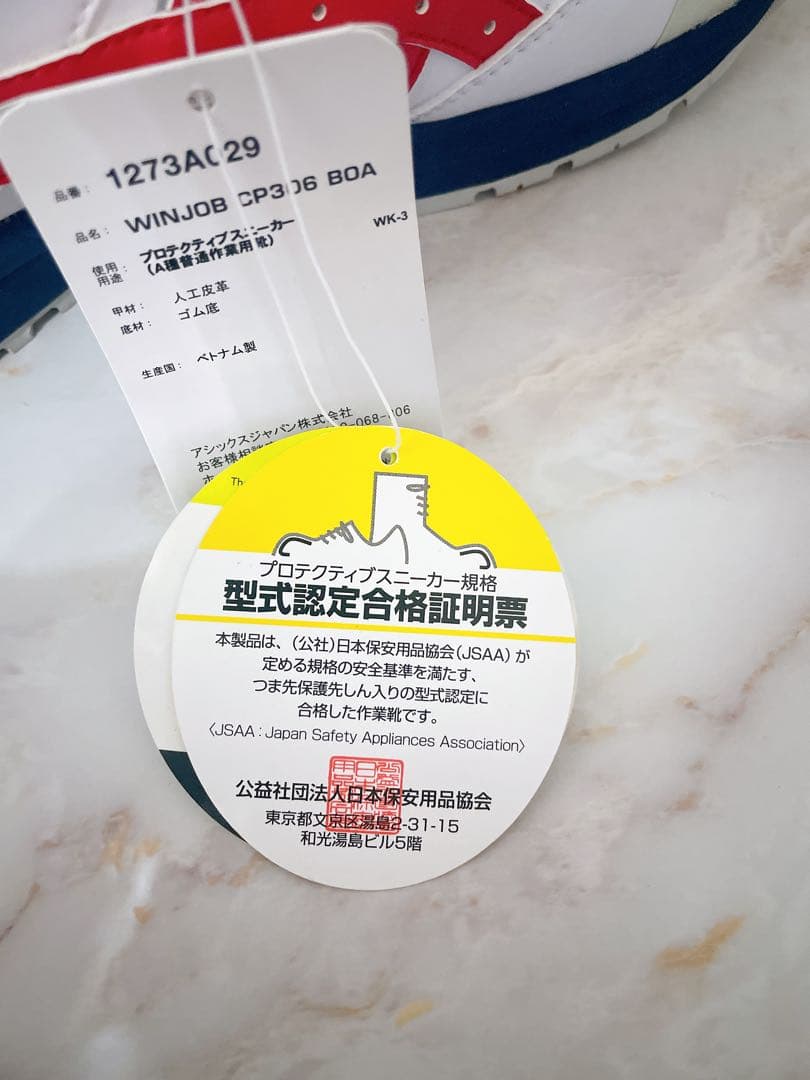 品番: 1273A029
品名: WINJOB CP306 BOA
WK-3
使用用途: プロテクティブスニーカー
(A種普通作業用靴)
甲材: 人工皮革
底材: ゴム底
生産国: ベトナム製
アシックスジャパン株式会社
お客様相談
-068-
Th
プロテクティブスニーカー規格
型式認定合格証明票
本製品は、(公社)日本保安用品協会(JSAA)が
定める規格の安全基準を満たす、
つま先保護先しん入りの型式認定に
合格した作業靴です。
〈JSAA:Japan Safety Appliances Association〉
公益社団法人日本保安用品協会
東京都文京区湯島2-31-15
和光湯島ビル5階